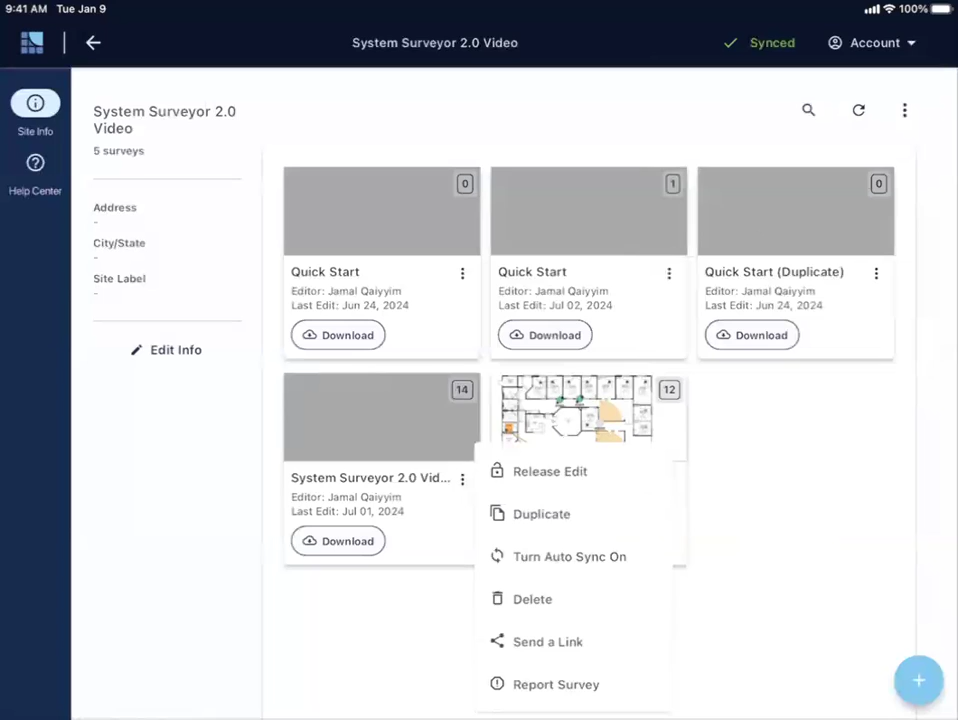 9:41 AM Tue Jan 9
100%
System Surveyor 2.0 Video
Synced
Account
Site Info
Help Center
System Surveyor 2.0
Video
5 surveys
Address
-
City/State
-
Site Label
-
Edit Info
0
Quick Start
Editor: Jamal Qaiyyim
Last Edit: Jun 24, 2024
Download
1
Quick Start
Editor: Jamal Qaiyyim
Last Edit: Jul 02, 2024
Download
0
Quick Start (Duplicate)
Editor: Jamal Qaiyyim
Last Edit: Jun 24, 2024
Download
14
System Surveyor 2.0 Vid...
Editor: Jamal Qaiyyim
Last Edit: Jul 01, 2024
Download
12
Release Edit
Duplicate
Turn Auto Sync On
Delete
Send a Link
Report Survey